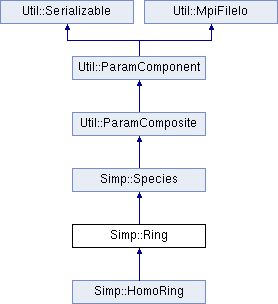 Util::Serializable
Util::MpiFileIo
Util::ParamComponent
Util::ParamComposite
Simp::Species
Simp::Ring
Simp::HomoRing